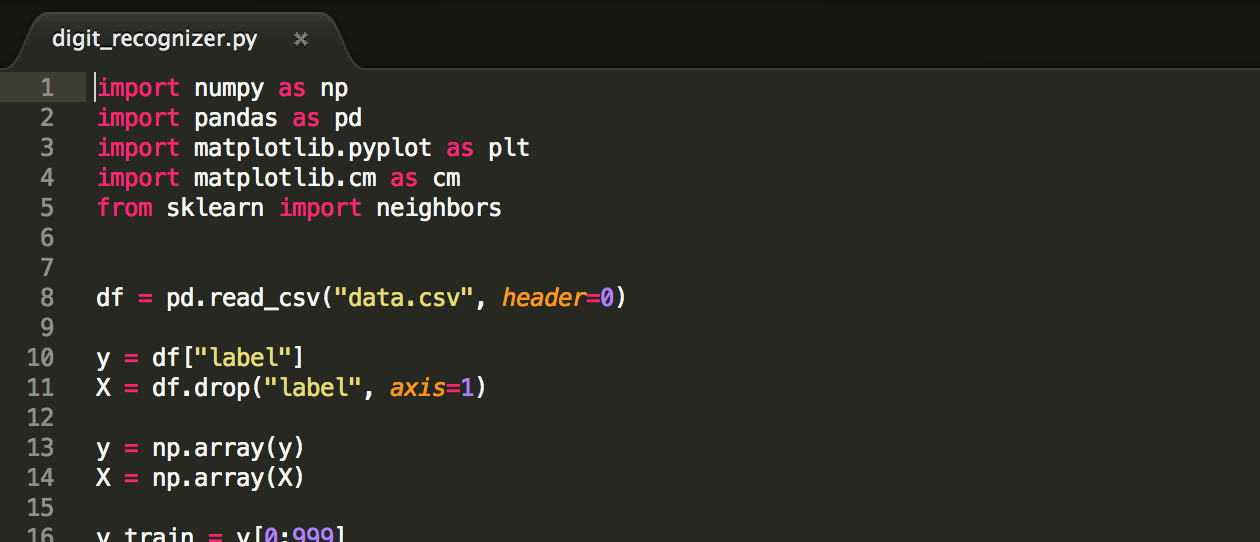 digit_recognizer.py ×
1 import numpy as np
2 import pandas as pd
3 import matplotlib.pyplot as plt
4 import matplotlib.cm as cm
5 from sklearn import neighbors
6
7
8 df = pd.read_csv("data.csv", header=0)
9
10 y = df["label"]
11 X = df.drop("label", axis=1)
12
13 y = np.array(y)
14 X = np.array(X)
15
16 y_train = y[0:999]